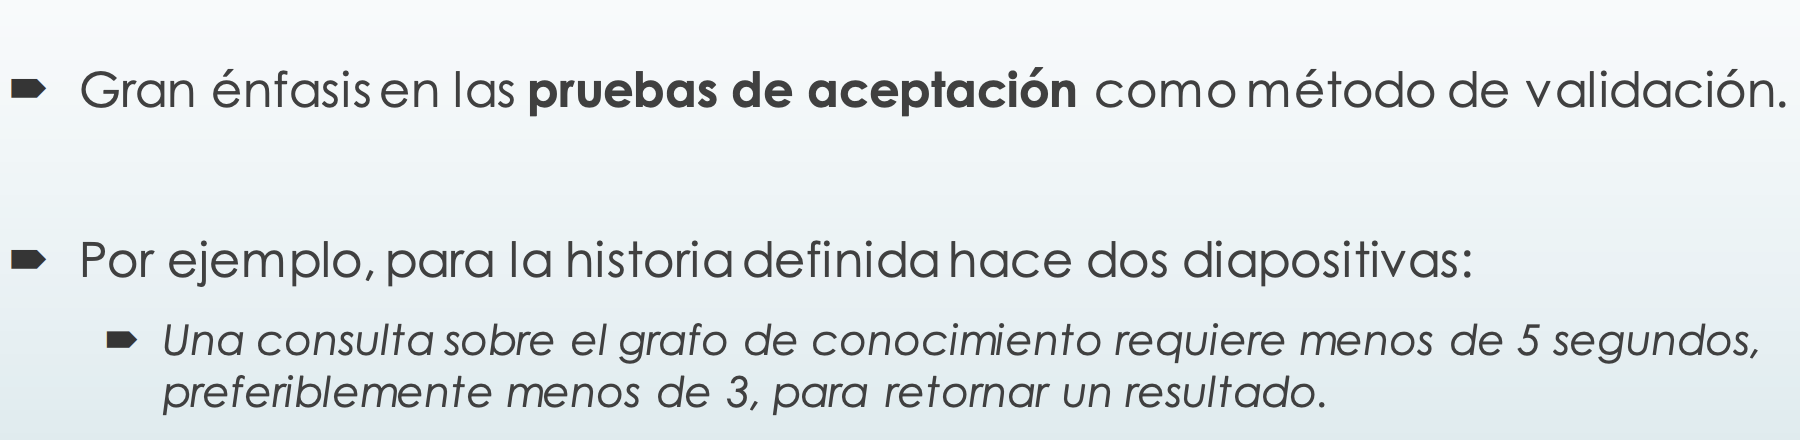 Gran énfasis en las pruebas de aceptación como método de validación.
Por ejemplo, para la historia definida hace dos diapositivas:
Una consulta sobre el grafo de conocimiento requiere menos de 5 segundos,
preferiblemente menos de 3, para retornar un resultado.